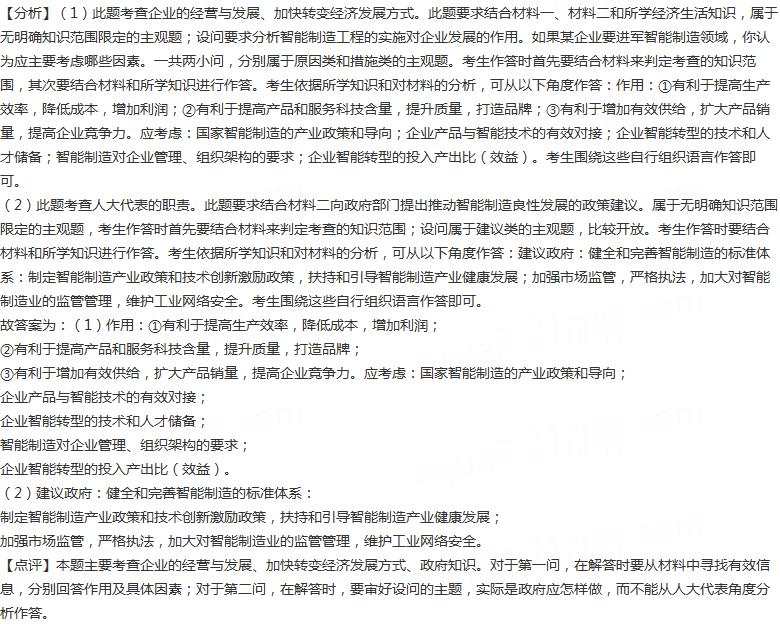 【分析】（1）此题考查企业的经营与发展、加快转变经济发展方式。此题要求结合材料一、材料二和所学经济生活知识，属于
无明确知识范围限定的主观题；设问要求分析智能制造工程的实施对企业发展的作用。如果某企业要进军智能制造领域，你认
为应主要考虑哪些因素。一共两小问，分别属于原因类和措施类的主观题。考生作答时首先要结合材料来判定考查的知识范
围，其次要结合材料和所学知识进行作答。考生依据所学知识和对材料的分析，可从以下角度作答：作用：①有利于提高生产
效率，降低成本，增加利润；②有利于提高产品和服务科技含量，提升质量，打造品牌；③有利于增加有效供给，扩大产品销
量，提高企业竞争力。应考虑：国家智能制造的产业政策和导向；企业产品与智能技术的有效对接；企业智能转型的技术和人
才储备；智能制造对企业管理、组织架构的要求；企业智能转型的投入产出比（效益）。考生围绕这些自行组织语言作答即
可。
（2）此题考查人大代表的职责。此题要求结合材料二向政府部门提出推动智能制造良性发展的政策建议。属于无明确知识范围
限定的主观题，考生作答时首先要结合材料来判定考查的知识范围；设问属于建议类的主观题，比较开放。考生作答时要结合
材料和所学知识进行作答。考生依据所学知识和对材料的分析，可从以下角度作答：建议政府：健全和完善智能制造的标准体
系：制定智能制造产业政策和技术创新激励政策，扶持和引导智能制造产业健康发展；加强市场监管，严格执法，加大对智能
制造业的监管管理，维护工业网络安全。考生围绕这些自行组织语言作答即可。
故答案为：（1）作用：①有利于提高生产效率，降低成本，增加利润；
②有利于提高产品和服务科技含量，提升质量，打造品牌；
③有利于增加有效供给，扩大产品销量，提高企业竞争力。应考虑：国家智能制造的产业政策和导向；
企业产品与智能技术的有效对接；
企业智能转型的技术和人才储备；
智能制造对企业管理、组织架构的要求；
企业智能转型的投入产出比（效益）。
（2）建议政府：健全和完善智能制造的标准体系：
制定智能制造产业政策和技术创新激励政策，扶持和引导智能制造产业健康发展；
加强市场监管，严格执法，加大对智能制造业的监管管理，维护工业网络安全。
【点评】本题主要考查企业的经营与发展、加快转变经济发展方式、政府知识。对于第一问，在解答时要从材料中寻找有效信
息，分别回答作用及具体因素；对于第二问，在解答时，要审好设问的主题，实际是政府应怎样做，而不能从人大代表角度分
析作答。